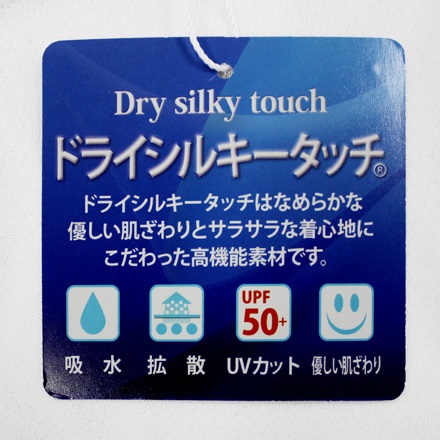 Dry silky touch
ドライシルキータッチ®
ドライシルキータッチはなめらかな
優しい肌ざわりとサラサラな着心地に
こだわった高機能素材です。
UPF
50+
吸水 拡散 UVカット 優しい肌ざわり